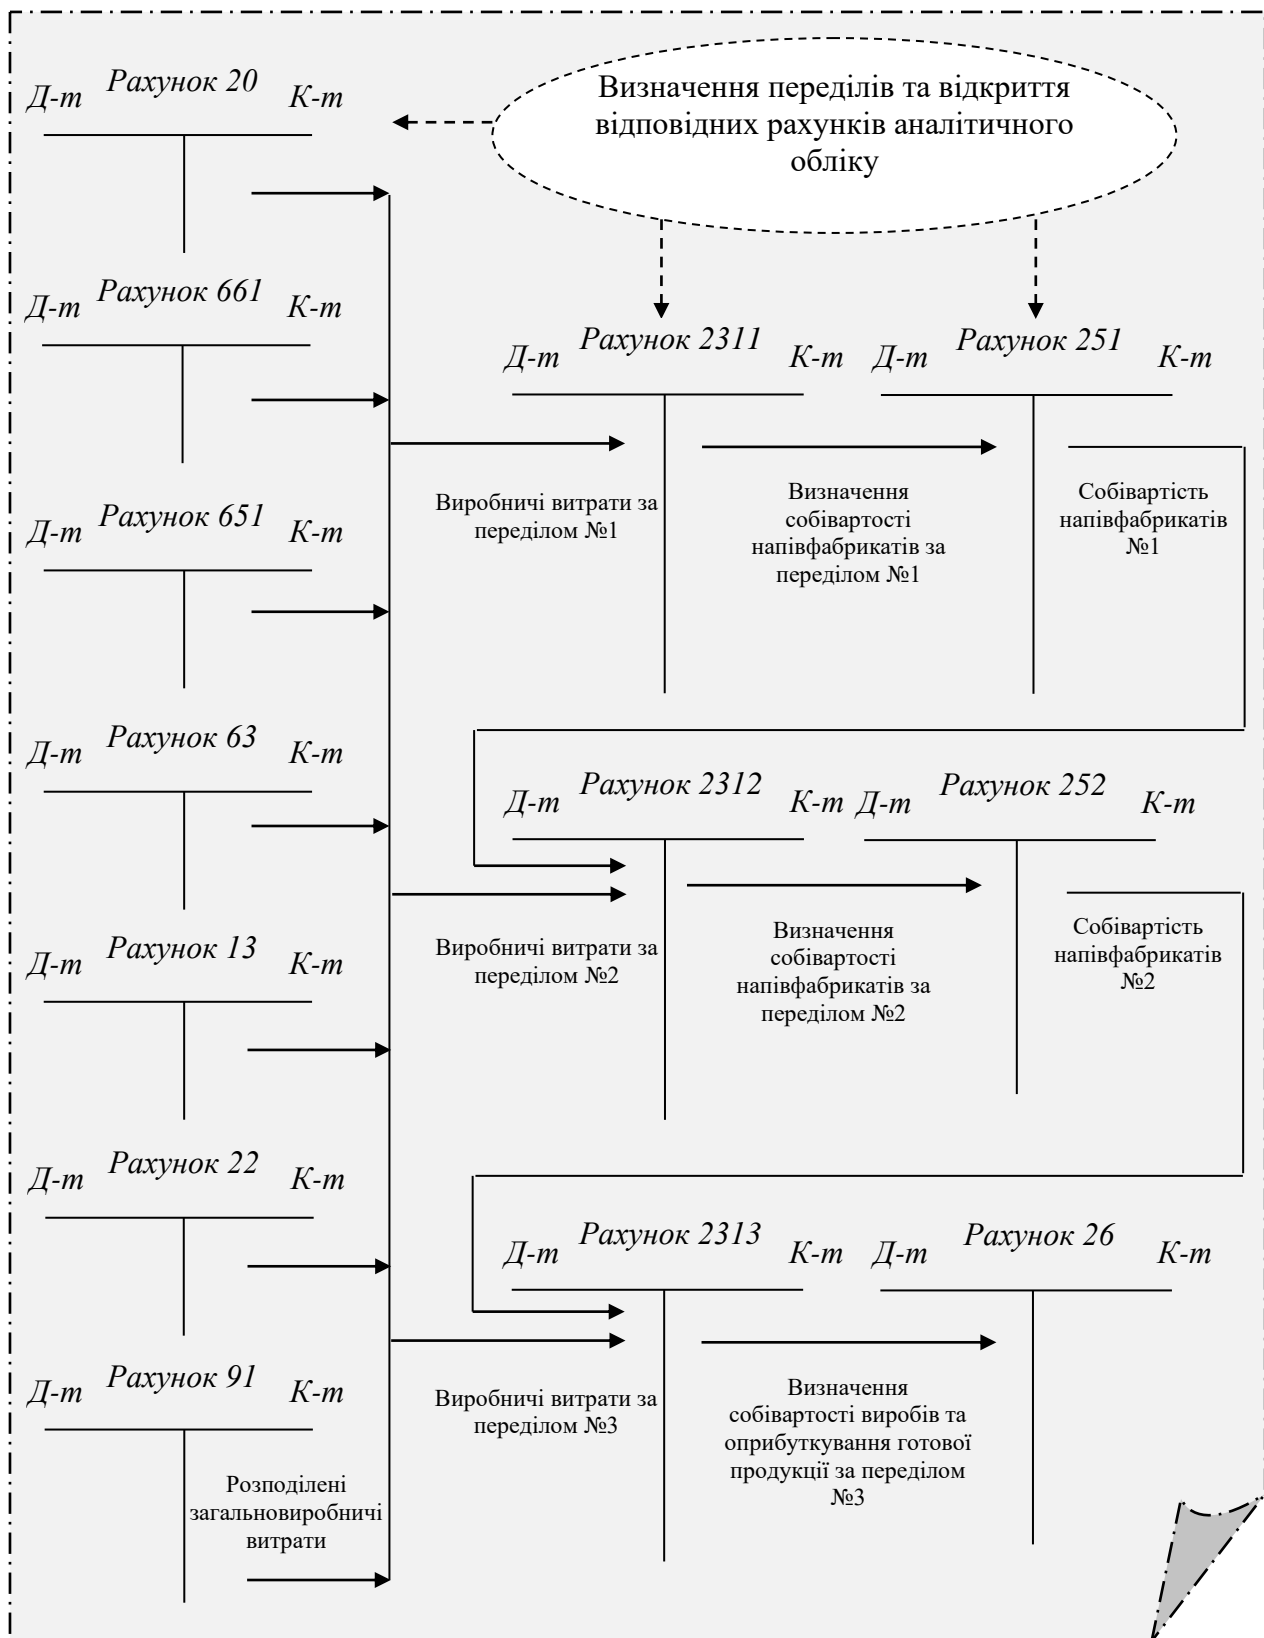 Визначення переділів та відкриття
відповідних рахунків аналітичного
обліку
Д-т Рахунок 20 К-т
Д-т Рахунок 661 К-т
Д-т Рахунок 651 К-т
Д-т Рахунок 63 К-т
Д-т Рахунок 13 К-т
Д-т Рахунок 22 К-т
Д-т Рахунок 91 К-т
Розподілені
загальновиробничі
витрати
Д-т Рахунок 2311 К-т
Виробничі витрати за
переділом №1
Визначення
собівартості
напівфабрикатів за
переділом №1
Д-т Рахунок 251 К-т
Собівартість
напівфабрикатів
№1
Д-т Рахунок 2312 К-т
Виробничі витрати за
переділом №2
Визначення
собівартості
напівфабрикатів за
переділом №2
Д-т Рахунок 252 К-т
Собівартість
напівфабрикатів
№2
Д-т Рахунок 2313 К-т
Виробничі витрати за
переділом №3
Визначення
собівартості виробів та
оприбуткування готової
продукції за переділом
№3
Д-т Рахунок 26 К-т